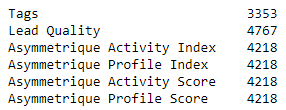 Tags 3353
Lead Quality 4767
Asymmetrique Activity Index 4218
Asymmetrique Profile Index 4218
Asymmetrique Activity Score 4218
Asymmetrique Profile Score 4218